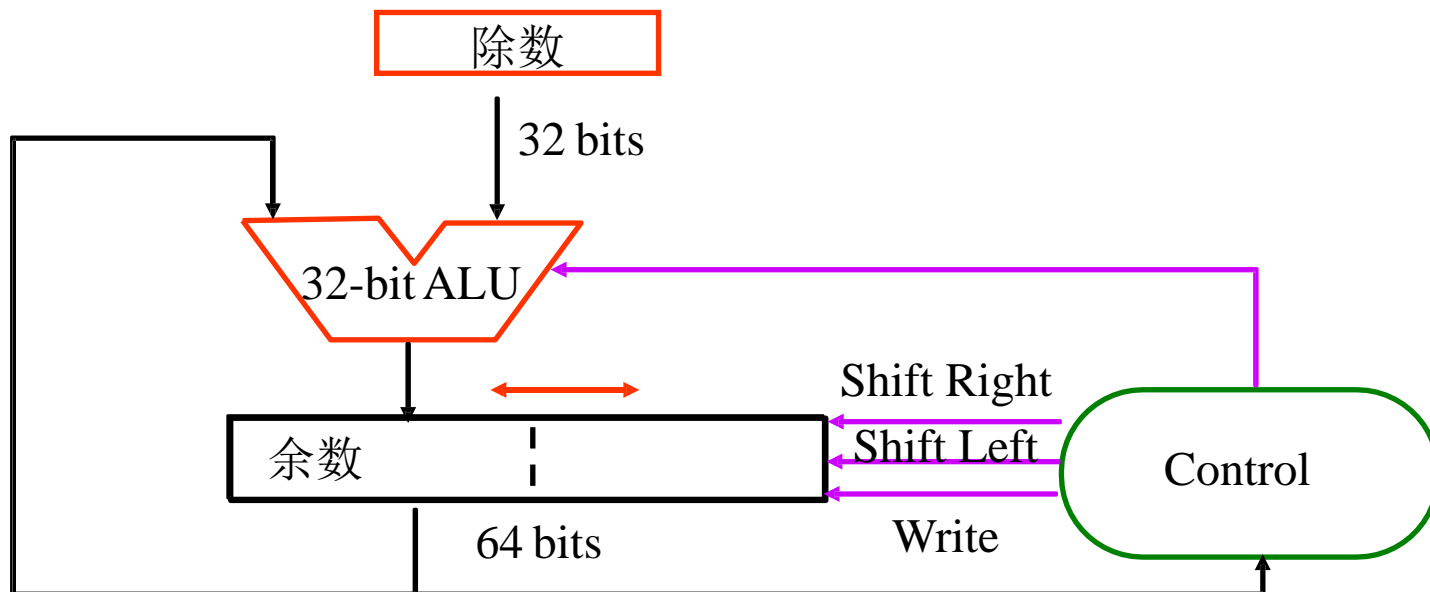 除数
32 bits
32-bit ALU
Shift Right
余数
Shift Left
Control
64 bits
Write